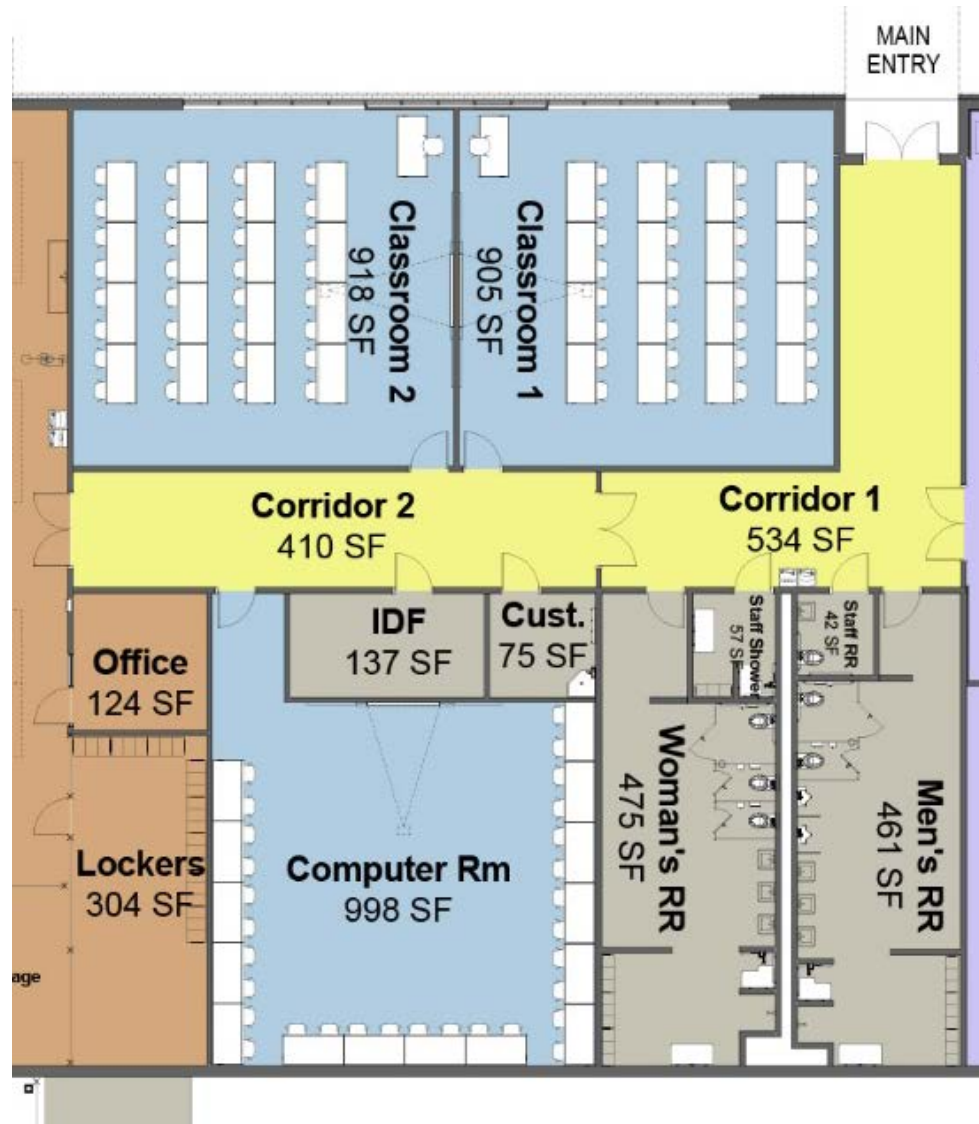 MAIN
ENTRY
Classroom 2
918 SF
Classroom 1
905 SF
Corridor 2
410 SF
Corridor 1
534 SF
Office
124 SF
IDF
137 SF
Cust.
75 SF
Staff Shower
57 SF
Staff RR
42 SF
Lockers
304 SF
Computer Rm
998 SF
Woman's RR
475 SF
Men's RR
461 SF
age